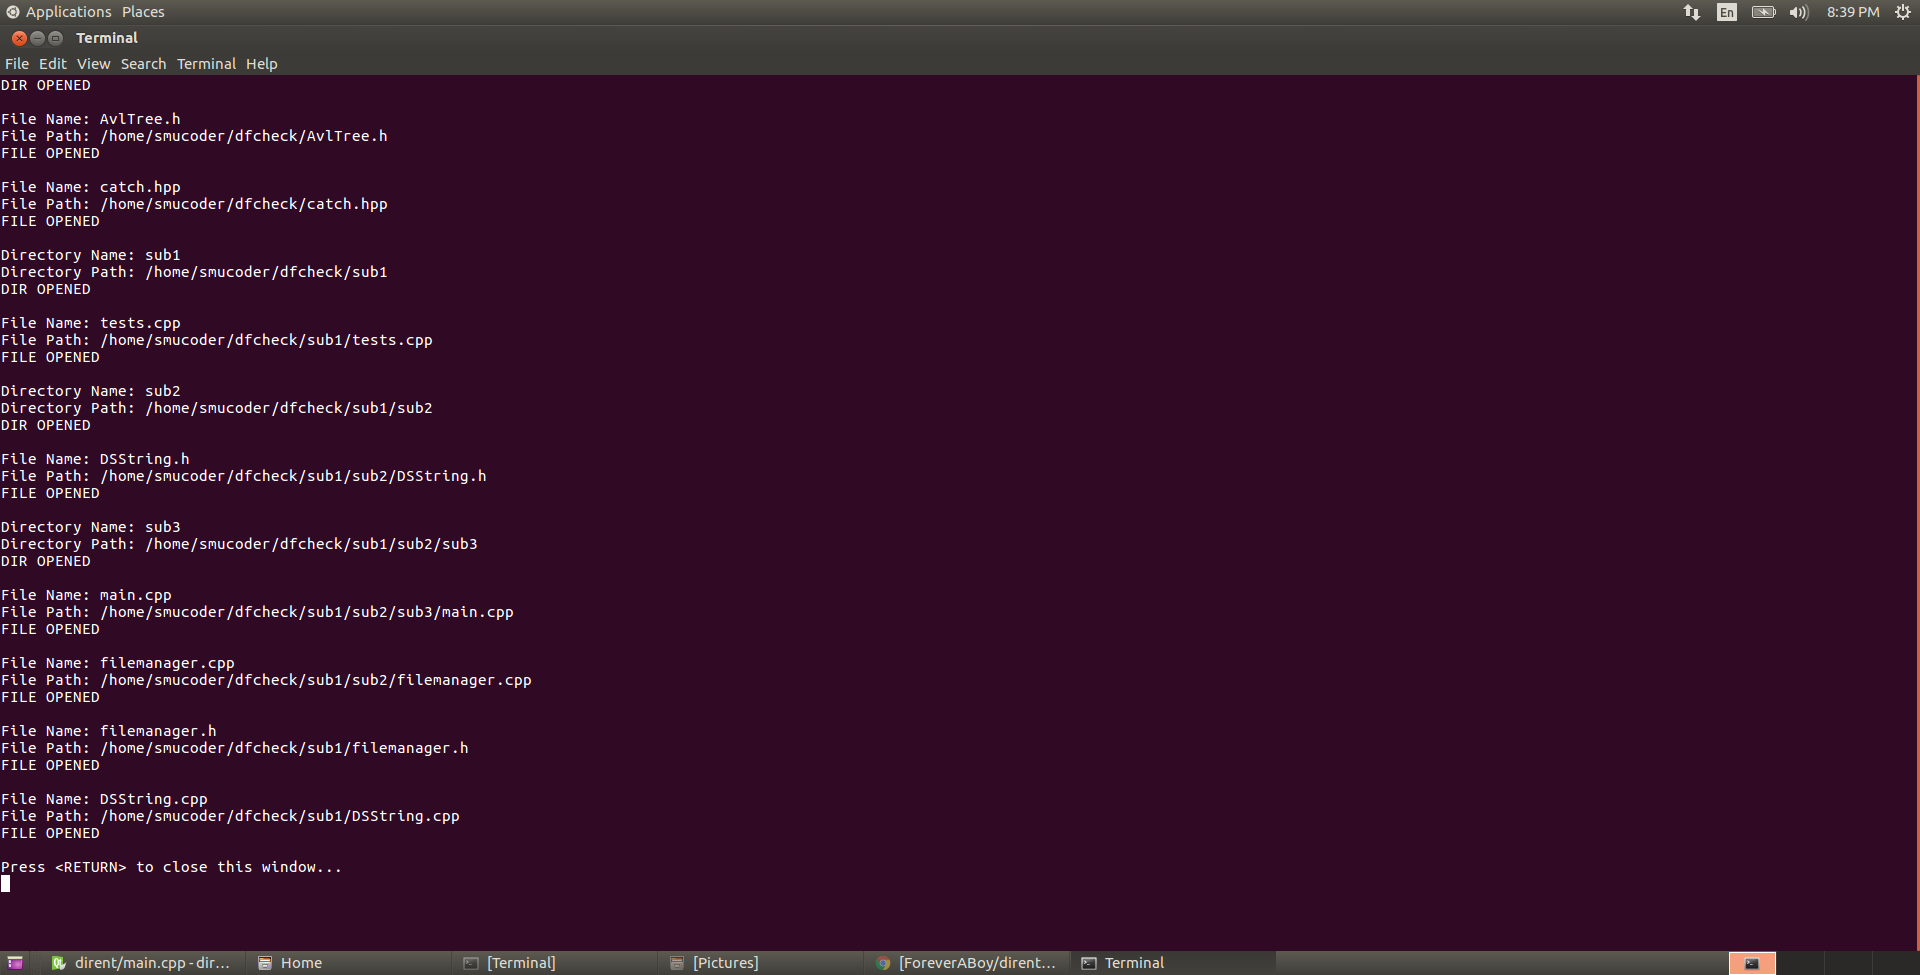 Applications Places
En
8:39 PM
Terminal
File Edit View Search Terminal Help
DIR OPENED
File Name: AvlTree.h
File Path: /home/smucoder/dfcheck/AvlTree.h
FILE OPENED
File Name: catch.hpp
File Path: /home/smucoder/dfcheck/catch.hpp
FILE OPENED
Directory Name: sub1
Directory Path: /home/smucoder/dfcheck/sub1
DIR OPENED
File Name: tests.cpp
File Path: /home/smucoder/dfcheck/sub1/tests.cpp
FILE OPENED
Directory Name: sub2
Directory Path: /home/smucoder/dfcheck/sub1/sub2
DIR OPENED
File Name: DSString.h
File Path: /home/smucoder/dfcheck/sub1/sub2/DSString.h
FILE OPENED
Directory Name: sub3
Directory Path: /home/smucoder/dfcheck/sub1/sub2/sub3
DIR OPENED
File Name: main.cpp
File Path: /home/smucoder/dfcheck/sub1/sub2/sub3/main.cpp
FILE OPENED
File Name: filemanager.cpp
File Path: /home/smucoder/dfcheck/sub1/sub2/filemanager.cpp
FILE OPENED
File Name: filemanager.h
File Path: /home/smucoder/dfcheck/sub1/filemanager.h
FILE OPENED
File Name: DSString.cpp
File Path: /home/smucoder/dfcheck/sub1/DSString.cpp
FILE OPENED
Press <RETURN> to close this window...
dirent/main.cpp - dir... Home [Terminal] [Pictures] [ForeverABoy/dirent... Terminal